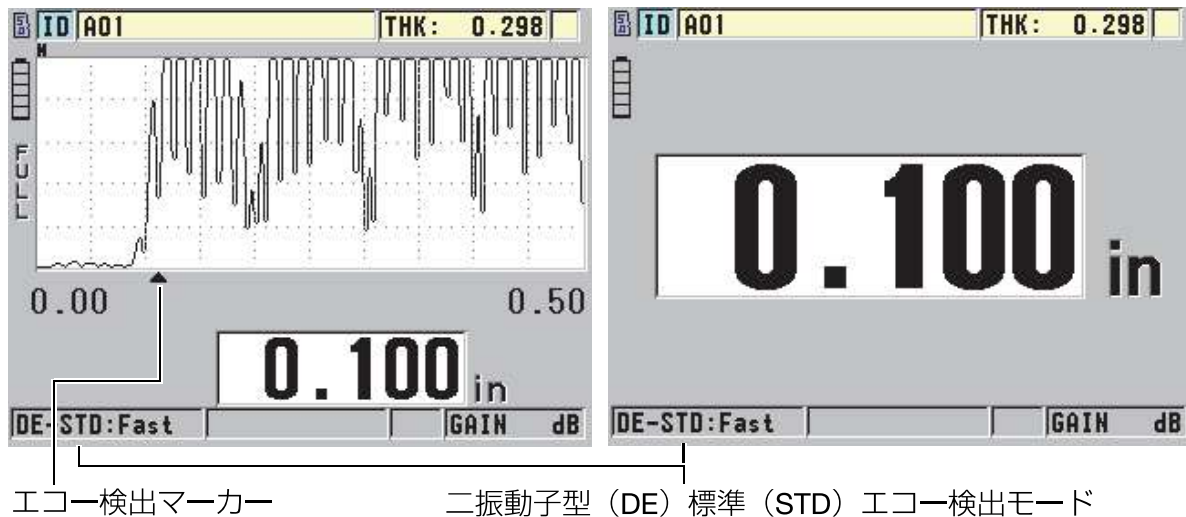 ID A01 THK: 0.298
M
FULL
0.00 0.50
0.100 in
DE-STD:Fast GAIN dB
ID A01 THK: 0.298
0.100 in
DE-STD:Fast GAIN dB
エコー検出マーカー
二振動子型（DE）標準（STD）エコー検出モード